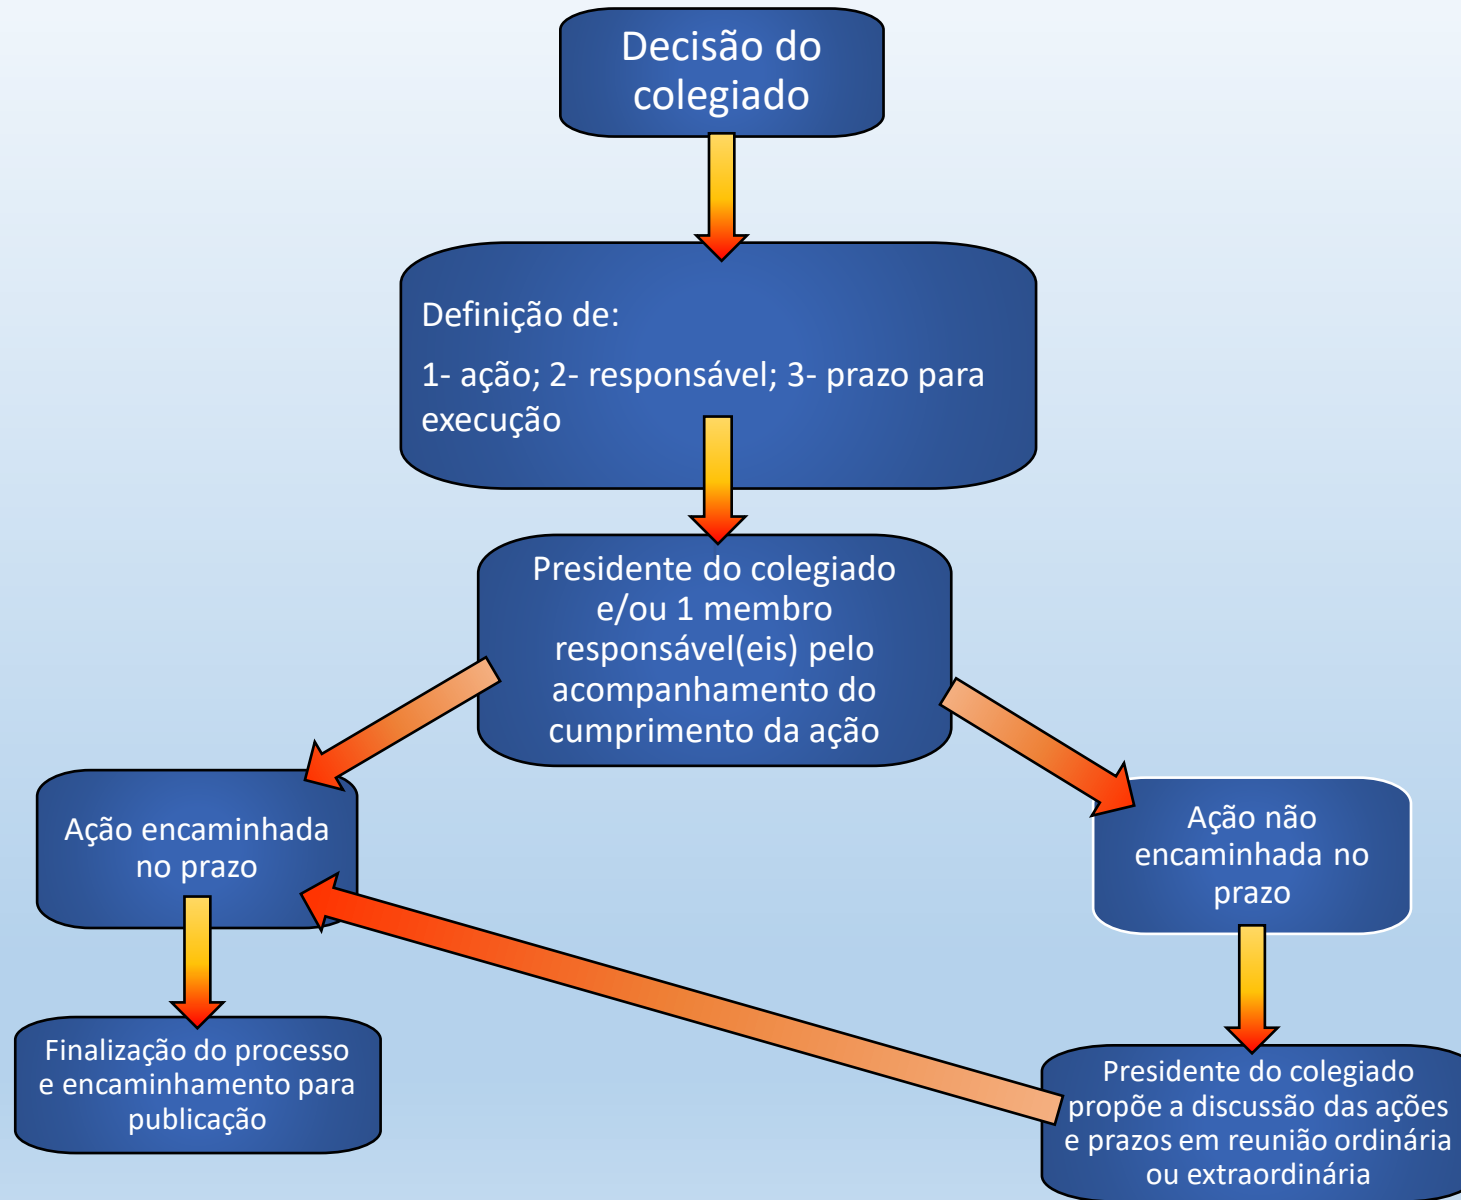 Decisão do
colegiado
Definição de:
1- ação; 2- responsável; 3- prazo para
execução
Presidente do colegiado
e/ou 1 membro
responsável(eis) pelo
acompanhamento do
cumprimento da ação
Ação encaminhada
no prazo
Ação não
encaminhada no
prazo
Finalização do processo
e encaminhamento para
publicação
Presidente do colegiado
propõe a discussão das ações
e prazos em reunião ordinária
ou extraordinária